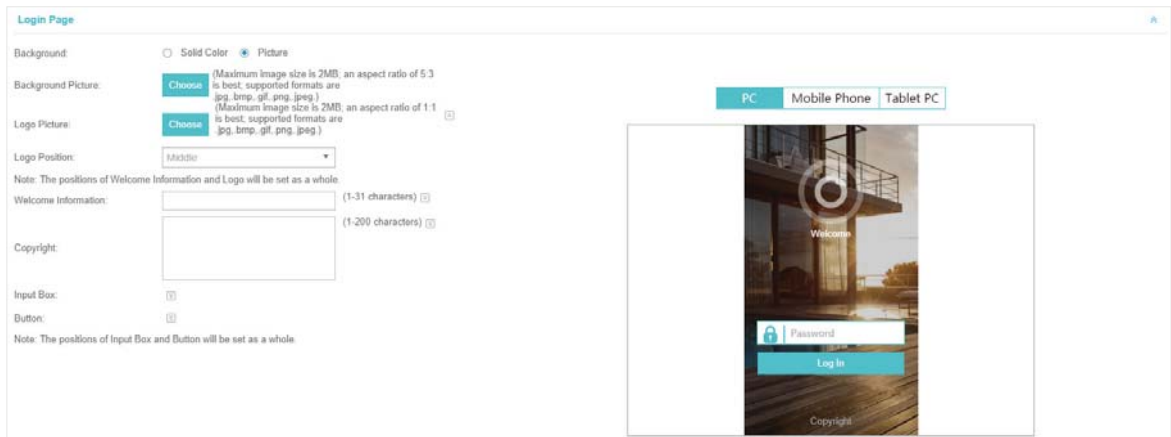 Login Page
Background:
Solid Color
Picture
Background Picture:
Choose
(Maximum image size is 2MB; an aspect ratio of 5:3
is best; supported formats are
.jpg,.bmp,.gif,.png,.jpeg.)
Logo Picture:
Choose
(Maximum image size is 2MB; an aspect ratio of 1:1
is best; supported formats are
.jpg,.bmp,.gif,.png,.jpeg.)
Logo Position:
Middle
Note: The positions of Welcome Information and Logo will be set as a whole.
Welcome Information:
(1-31 characters)
Copyright:
(1-200 characters)
Input Box:
Button:
Note: The positions of Input Box and Button will be set as a whole.
PC
Mobile Phone
Tablet PC
Welcome
Password
Log In
Copyright